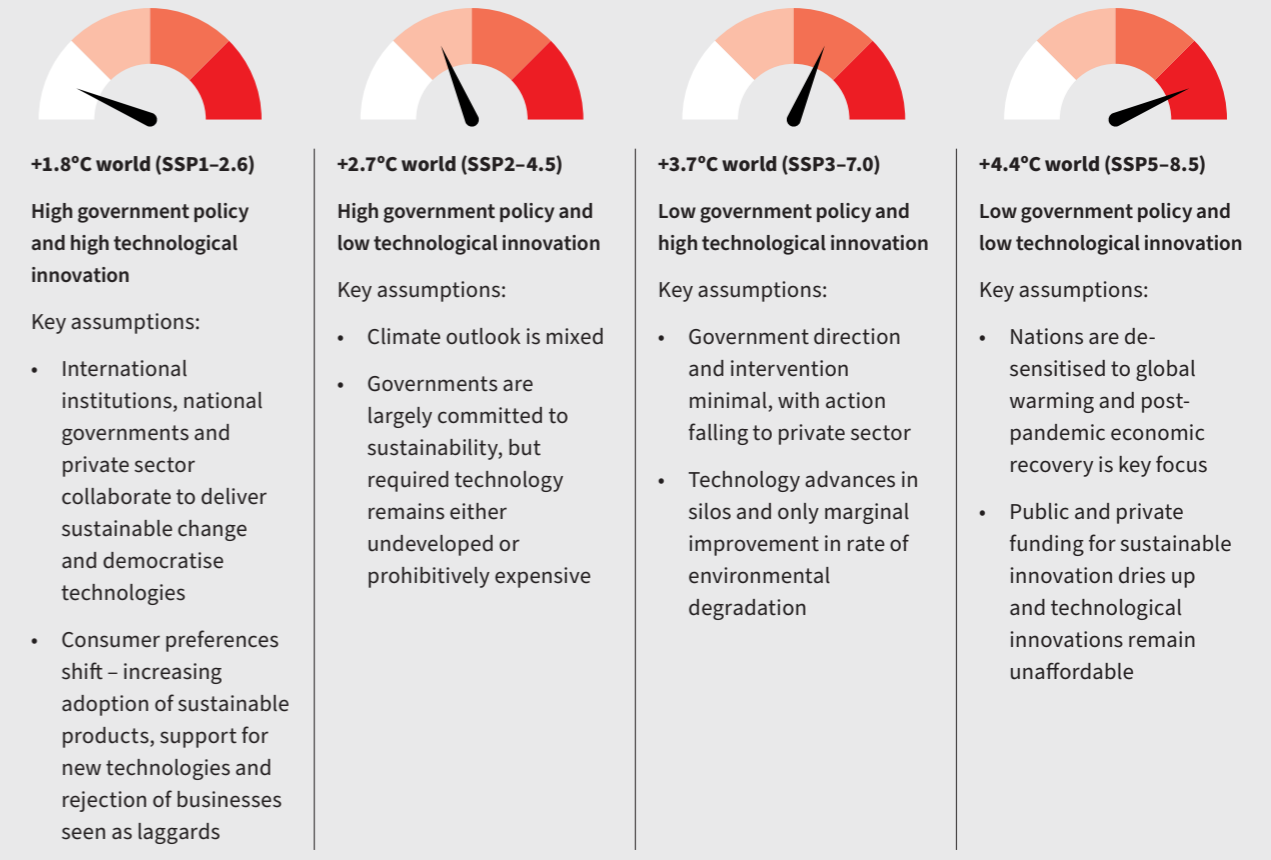 +1.8°C world (SSP1–2.6)
High government policy
and high technological
innovation
Key assumptions:
• International
institutions, national
governments and
private sector
collaborate to deliver
sustainable change
and democratise
technologies
• Consumer preferences
shift – increasing
adoption of sustainable
products, support for
new technologies and
rejection of businesses
seen as laggards
+2.7°C world (SSP2–4.5)
High government policy and
low technological innovation
Key assumptions:
• Climate outlook is mixed
• Governments are
largely committed to
sustainability, but
required technology
remains either
undeveloped or
prohibitively expensive
+3.7°C world (SSP3–7.0)
Low government policy and
high technological innovation
Key assumptions:
• Government direction
and intervention
minimal, with action
falling to private sector
• Technology advances in
silos and only marginal
improvement in rate of
environmental
degradation
+4.4°C world (SSP5–8.5)
Low government policy and
low technological innovation
Key assumptions:
• Nations are de-
sensitised to global
warming and post-
pandemic economic
recovery is key focus
• Public and private
funding for sustainable
innovation dries up
and technological
innovations remain
unaffordable